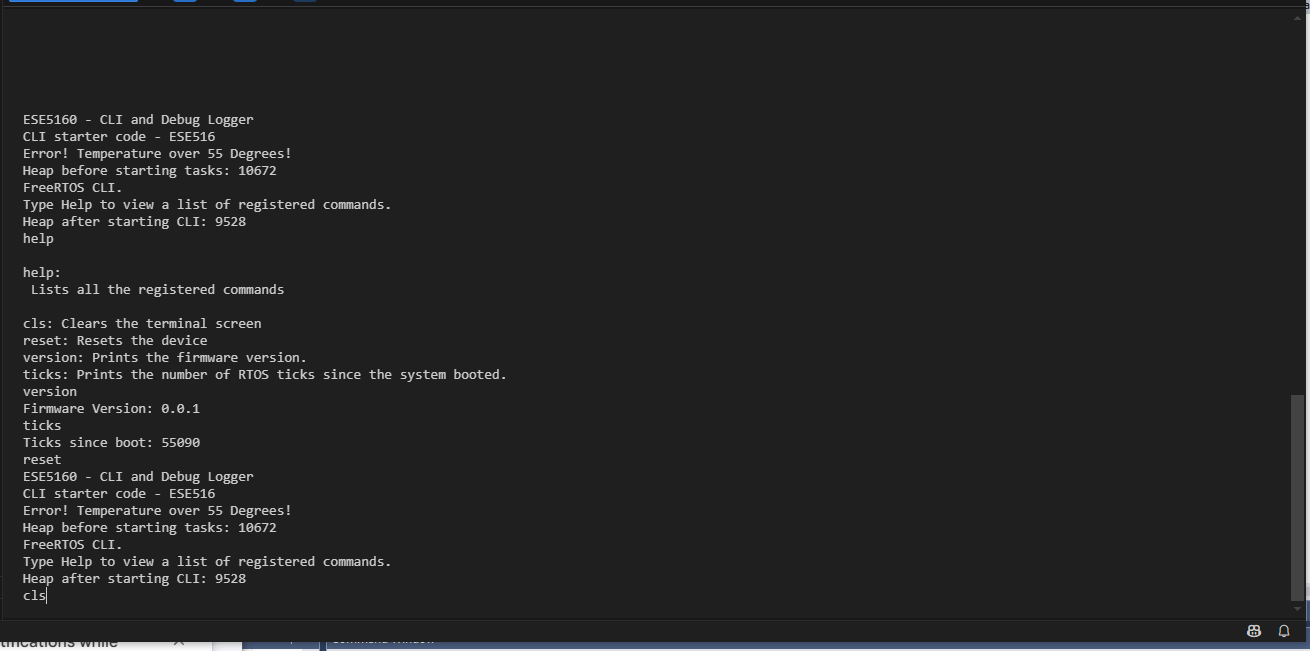 ESE5160 - CLI and Debug Logger
CLI starter code - ESE516
Error! Temperature over 55 Degrees!
Heap before starting tasks: 10672
FreeRTOS CLI.
Type Help to view a list of registered commands.
Heap after starting CLI: 9528
help
help:
Lists all the registered commands
cls: Clears the terminal screen
reset: Resets the device
version: Prints the firmware version.
ticks: Prints the number of RTOS ticks since the system booted.
version
Firmware Version: 0.0.1
ticks
Ticks since boot: 55090
reset
ESE5160 - CLI and Debug Logger
CLI starter code - ESE516
Error! Temperature over 55 Degrees!
Heap before starting tasks: 10672
FreeRTOS CLI.
Type Help to view a list of registered commands.
Heap after starting CLI: 9528
cls